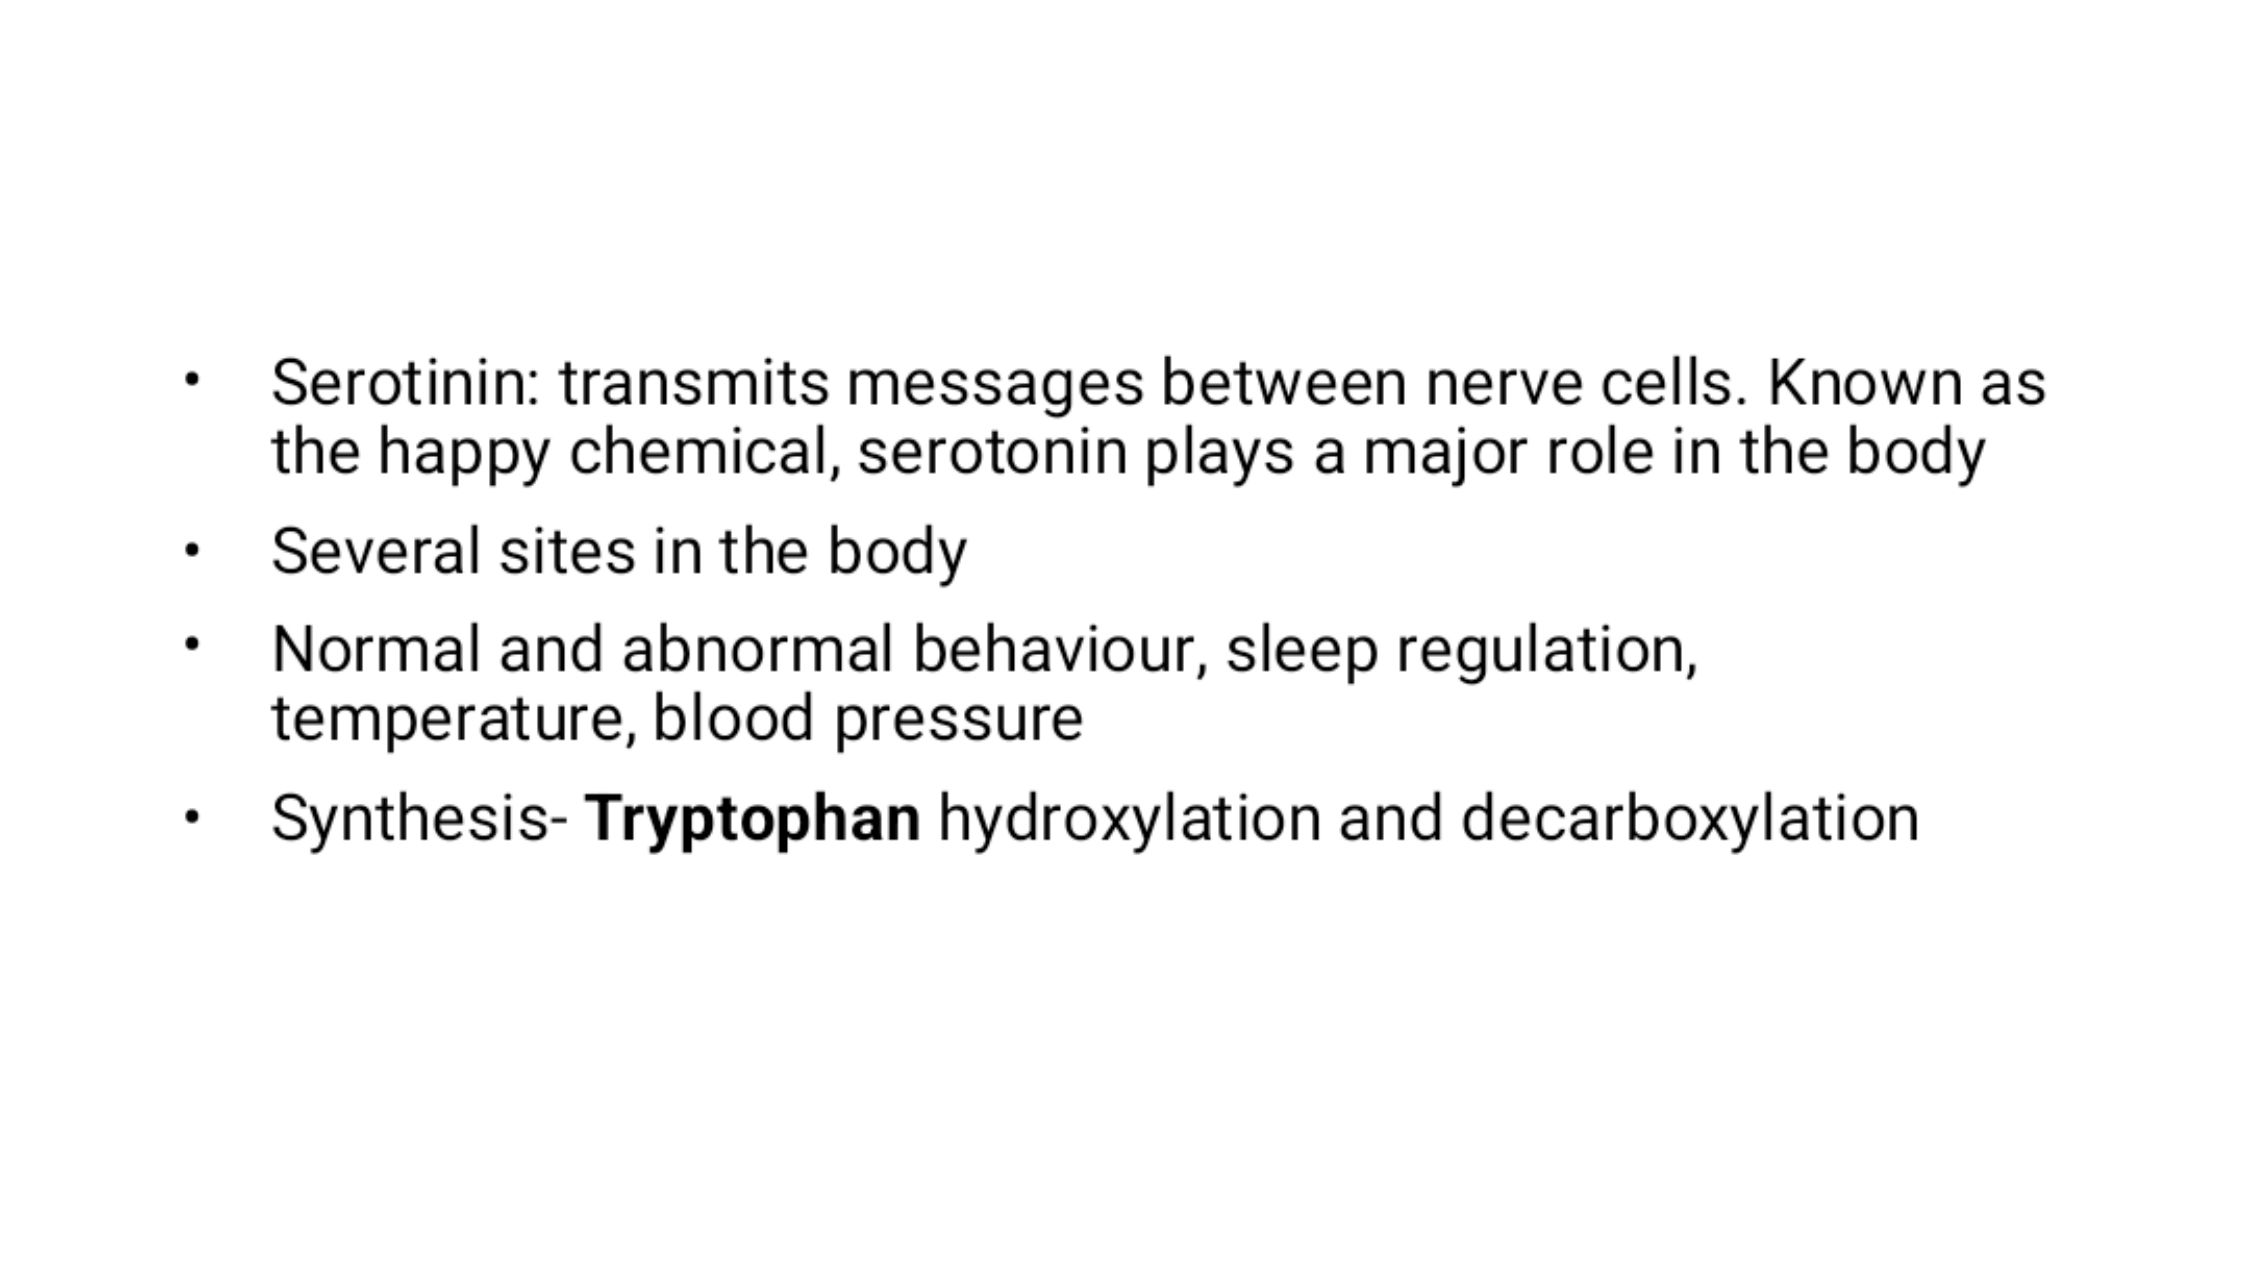 • Serotinin: transmits messages between nerve cells. Known as
the happy chemical, serotonin plays a major role in the body
• Several sites in the body
• Normal and abnormal behaviour, sleep regulation,
temperature, blood pressure
• Synthesis- Tryptophan hydroxylation and decarboxylation